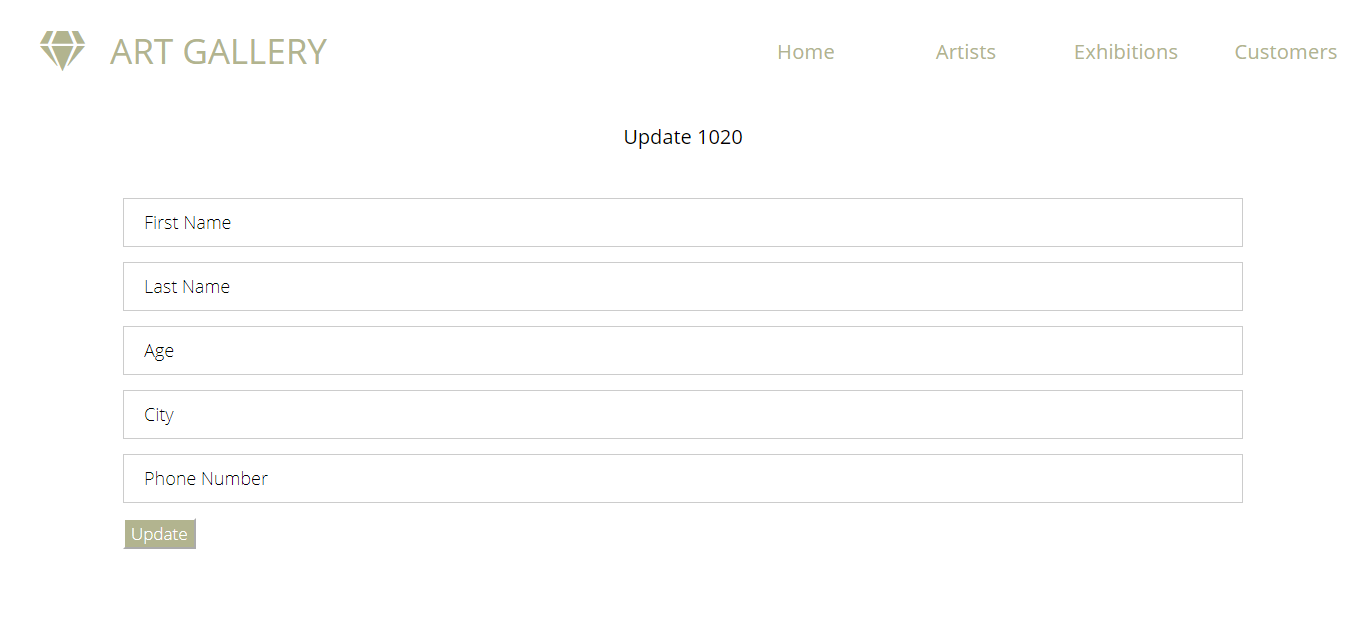 ART GALLERY
Home Artists Exhibitions Customers
Update 1020
First Name
Last Name
Age
City
Phone Number
Update